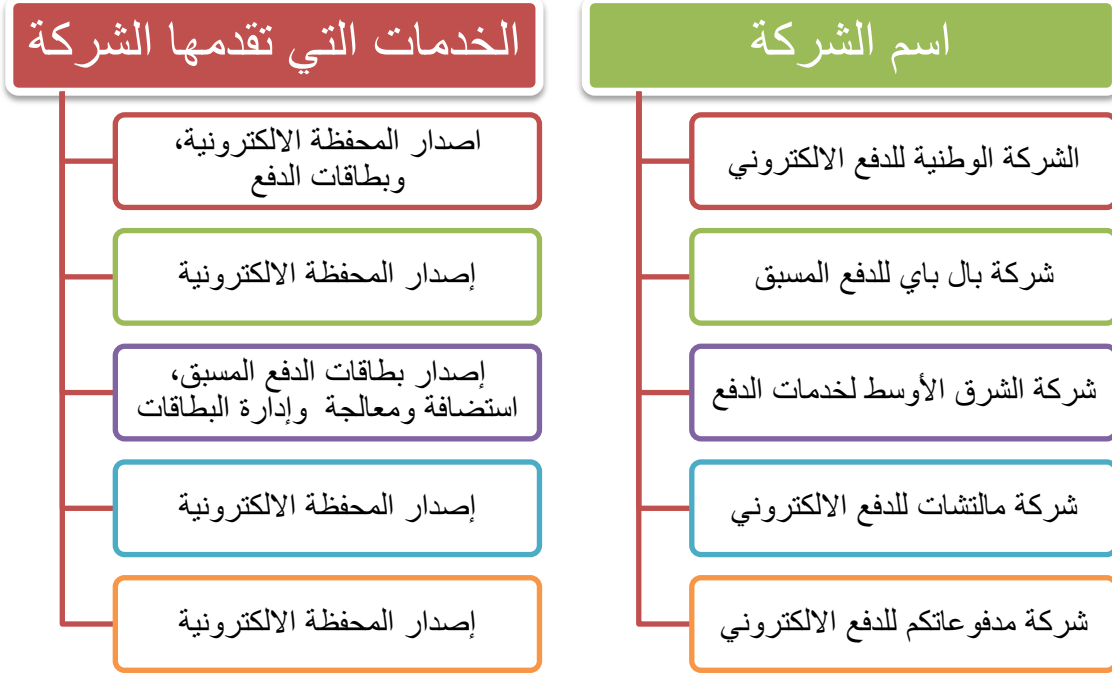 اسم الشركة
الخدمات التي تقدمها الشركة
الشركة الوطنية للدفع الالكتروني
اصدار المحفظة الالكترونية،
وبطاقات الدفع
شركة بال باي للدفع المسبق
إصدار المحفظة الالكترونية
شركة الشرق الأوسط لخدمات الدفع
إصدار بطاقات الدفع المسبق،
استضافة ومعالجة وإدارة البطاقات
شركة مالتشات للدفع الالكتروني
إصدار المحفظة الالكترونية
شركة مدفوعاتكم للدفع الالكتروني
إصدار المحفظة الالكترونية